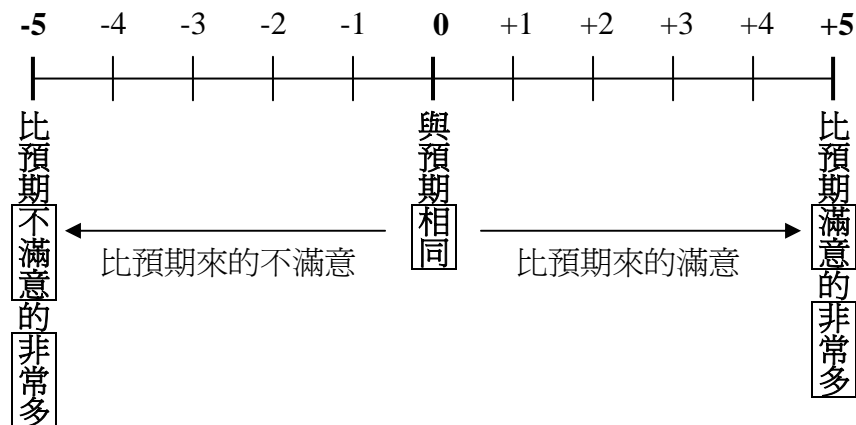 -5 -4 -3 -2 -1 0 +1 +2 +3 +4 +5
比預期不滿意的非常多
比預期來的不滿意
與預期相同
比預期來的滿意
比預期滿意的非常多